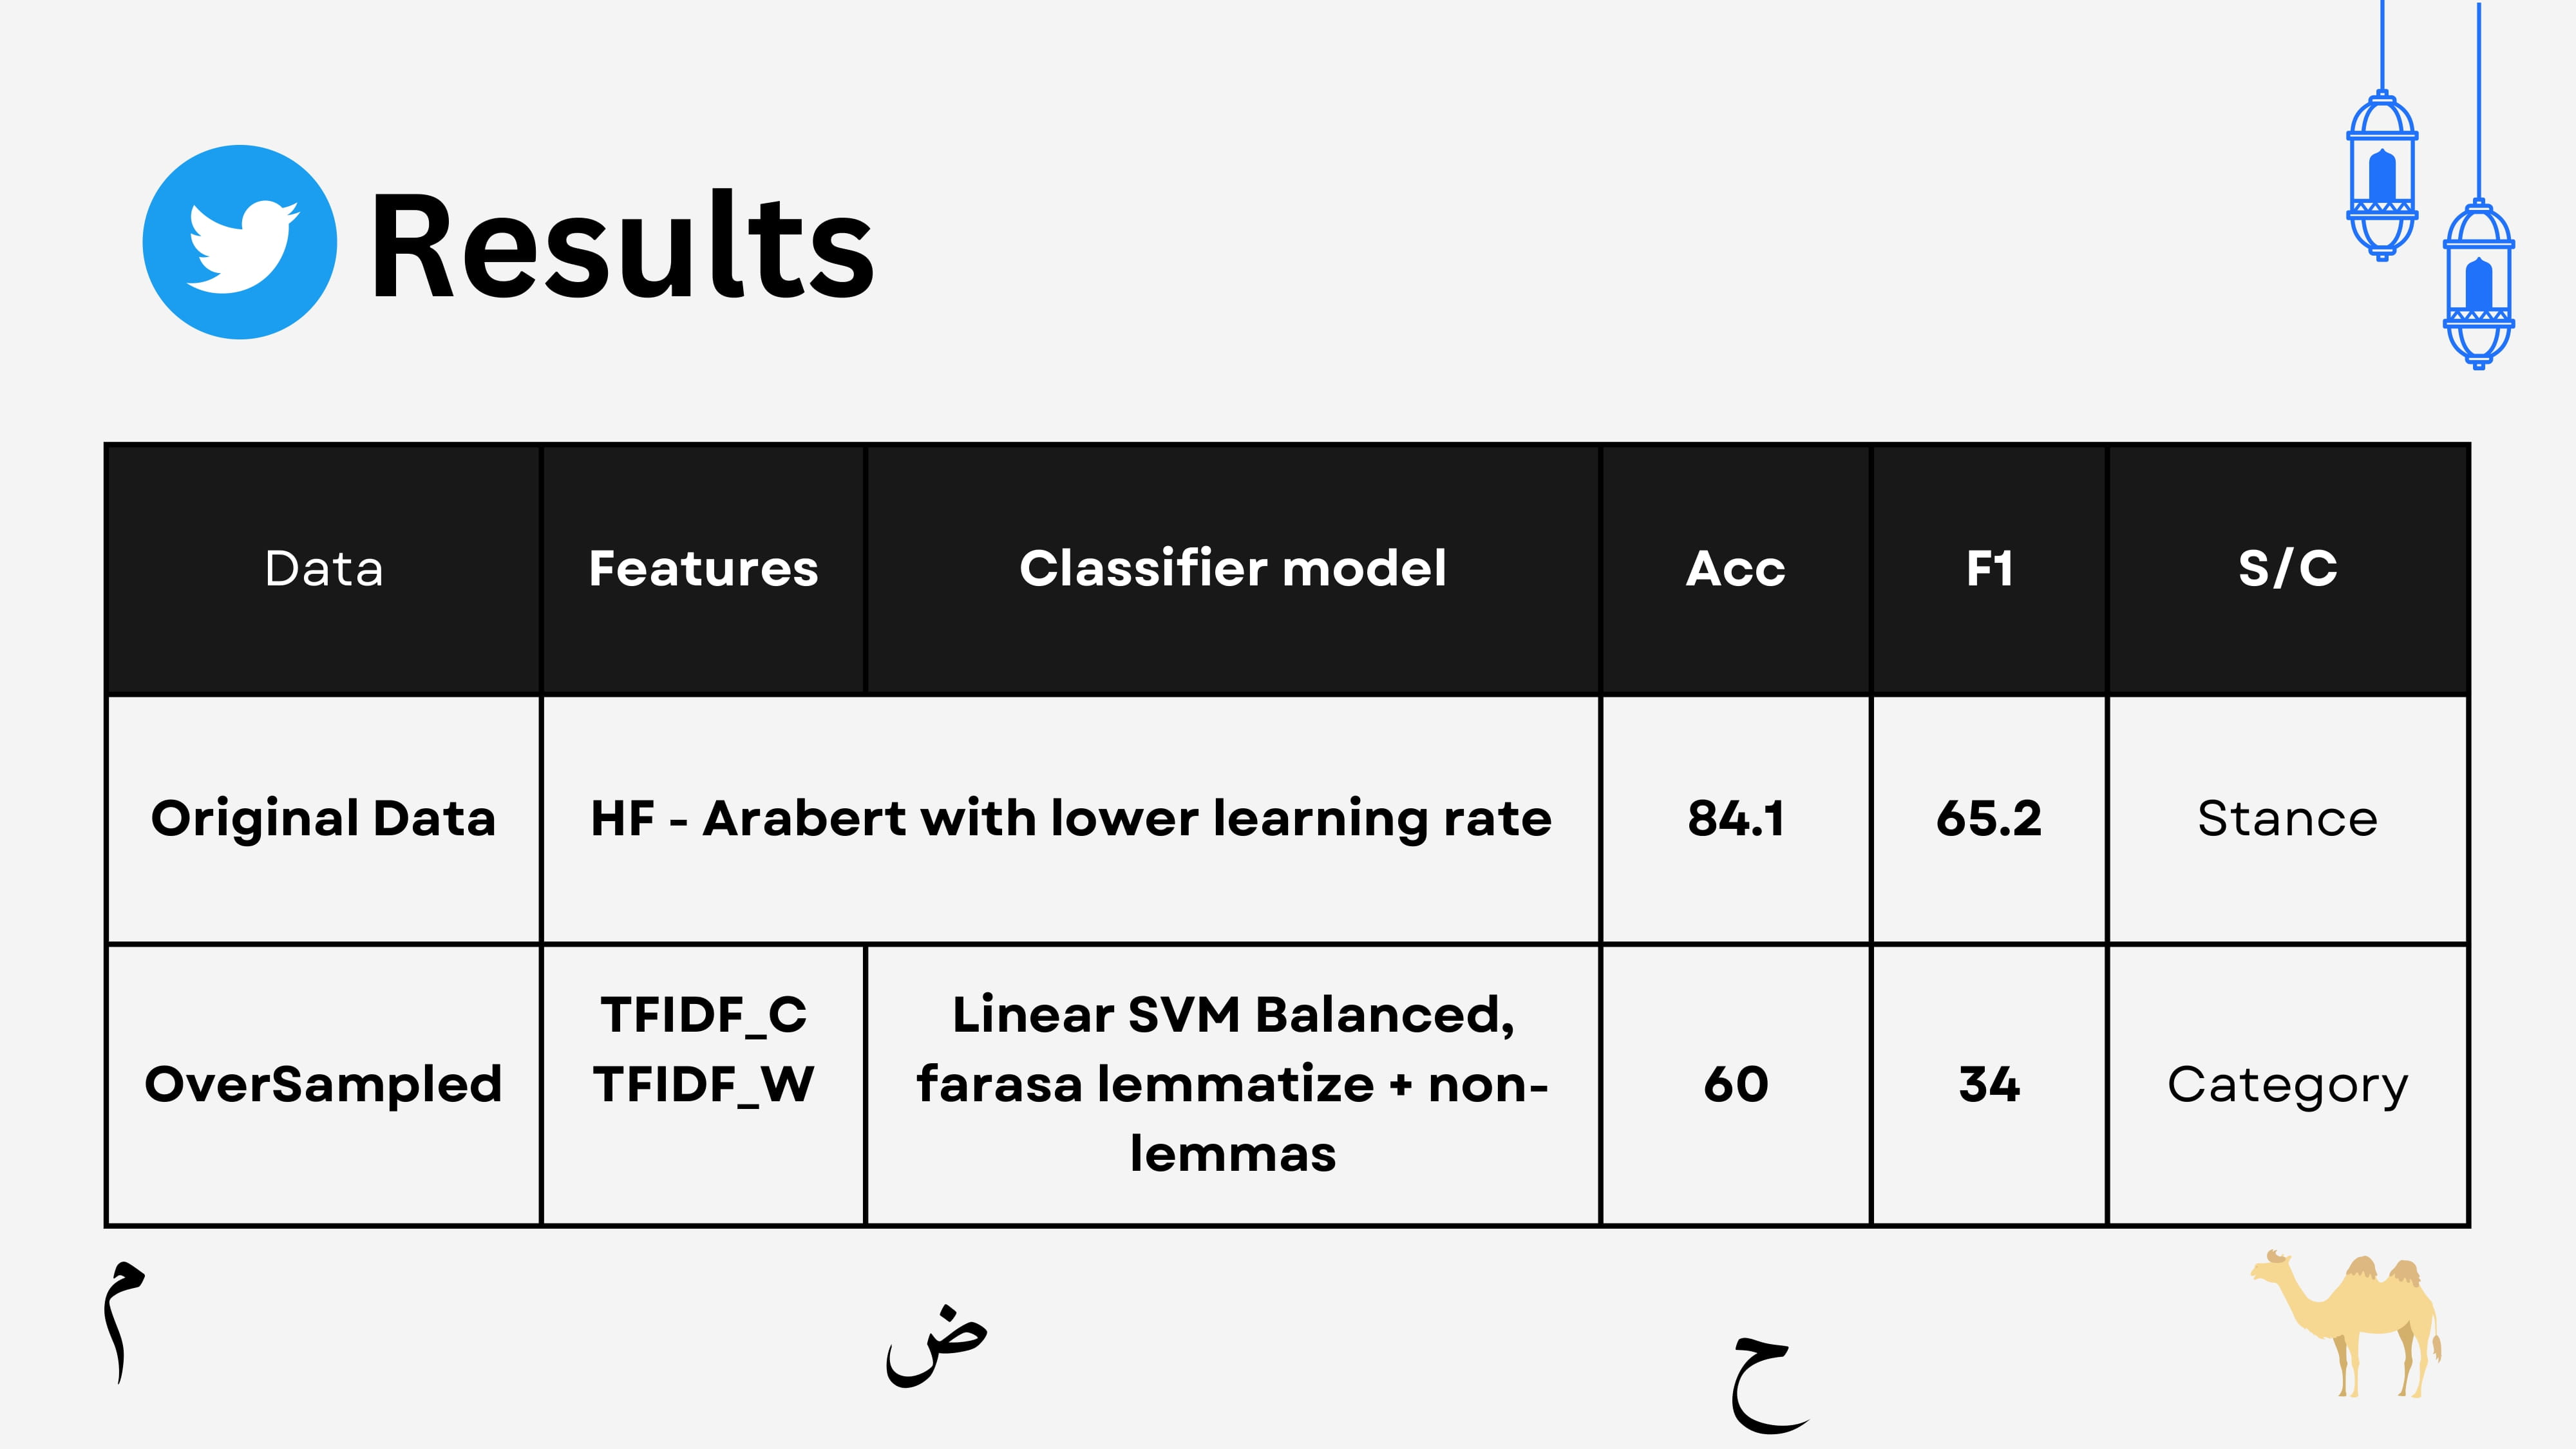 Results
Data Features Classifier model Acc F1 S/C
Original Data HF - Arabert with lower learning rate 84.1 65.2 Stance
TFIDF_C Linear SVM Balanced,
OverSampled TFIDF_W farasa lemmatize + non- 60 34 Category
lemmas
م
ض
ح